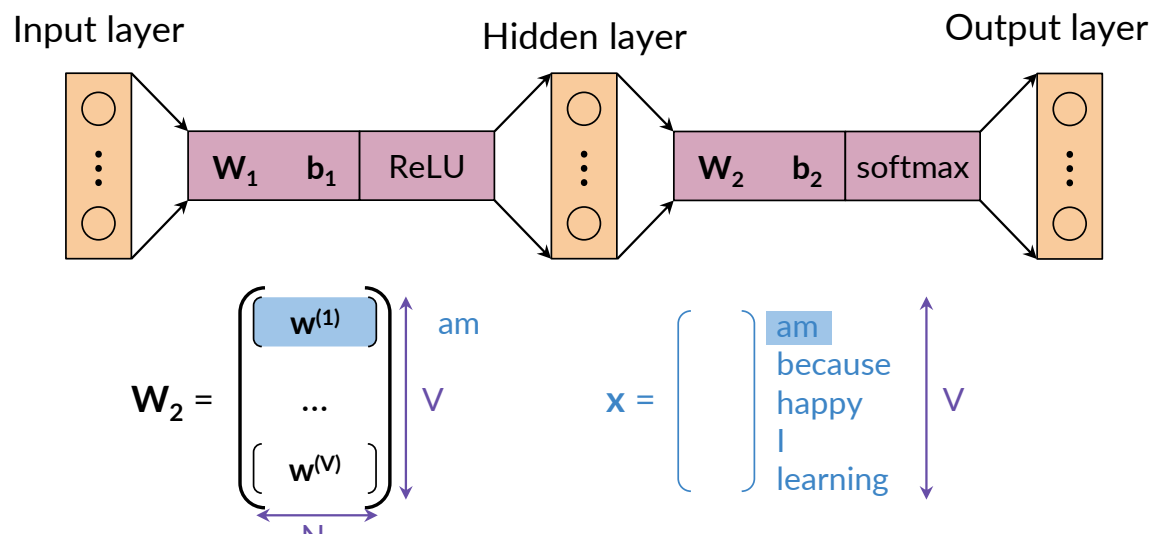 Input layer
Hidden layer
Output layer
W₁ b₁ ReLU
W₂ b₂ softmax
W₂ =
w⁽¹⁾
...
w⁽ⱽ⁾
am
V
N
x =
am
because
happy
I
learning
V